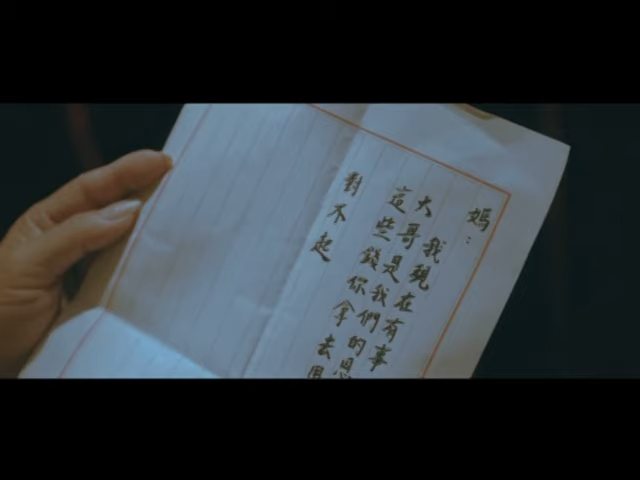 媽：
我現在有事
大哥是我們的恩
這些錢你拿去用
對不起